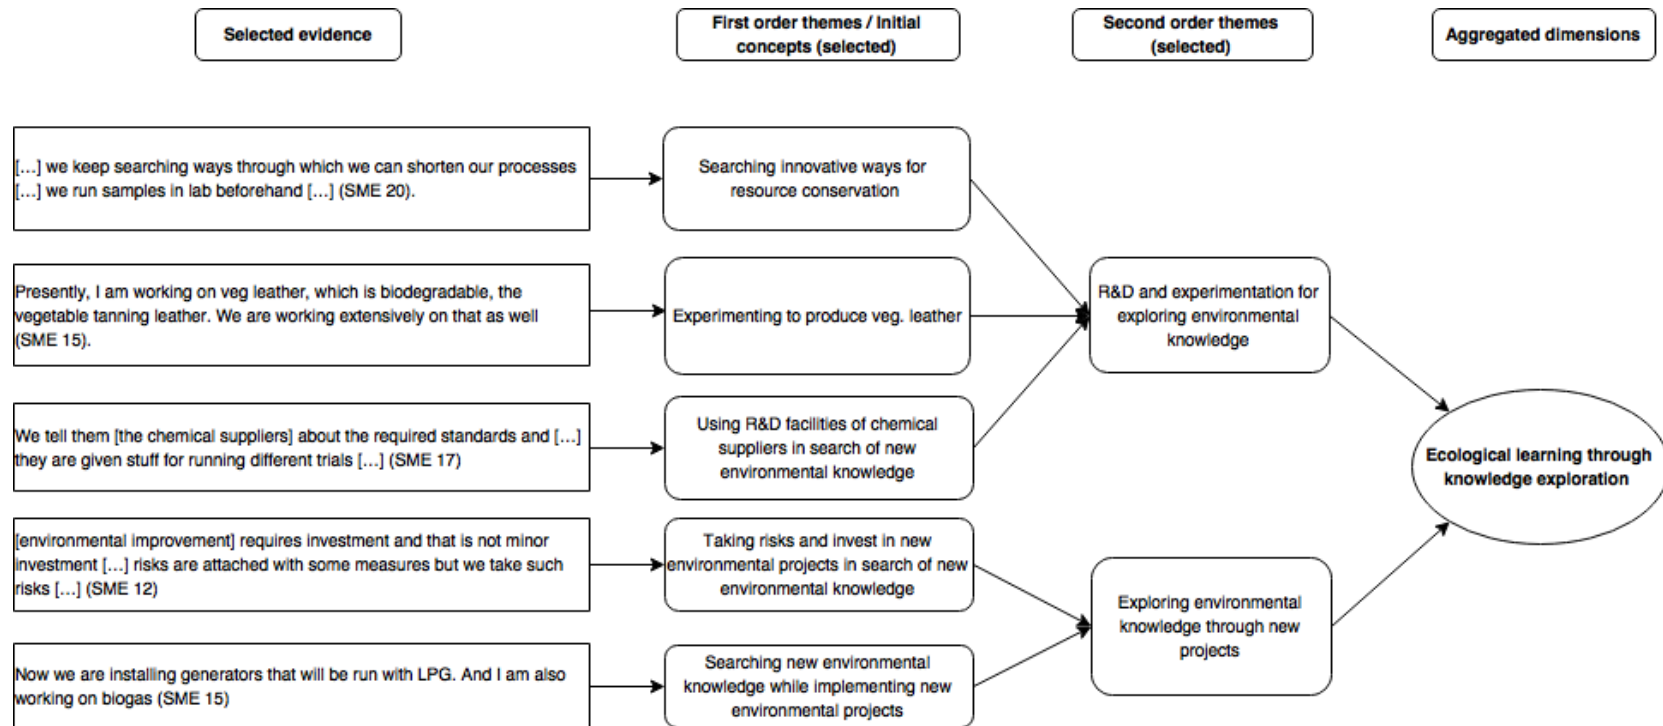 Selected evidence
First order themes / Initial
concepts (selected)
Second order themes
(selected)
Aggregated dimensions
[...] we keep searching ways through which we can shorten our processes
[...] we run samples in lab beforehand [...] (SME 20).
Searching innovative ways for
resource conservation
Presently, I am working on veg leather, which is biodegradable, the
vegetable tanning leather. We are working extensively on that as well
(SME 15).
Experimenting to produce veg. leather
R&D and experimentation for
exploring environmental
knowledge
We tell them [the chemical suppliers] about the required standards and [...]
they are given stuff for running different trials [...] (SME 17)
Using R&D facilities of chemical
suppliers in search of new
environmental knowledge
Ecological learning through
knowledge exploration
[environmental improvement] requires investment and that is not minor
investment [...] risks are attached with some measures but we take such
risks [...] (SME 12)
Taking risks and invest in new
environmental projects in search of new
environmental knowledge
Exploring environmental
knowledge through new
projects
Now we are installing generators that will be run with LPG. And I am also
working on biogas (SME 15)
Searching new environmental
knowledge while implementing new
environmental projects